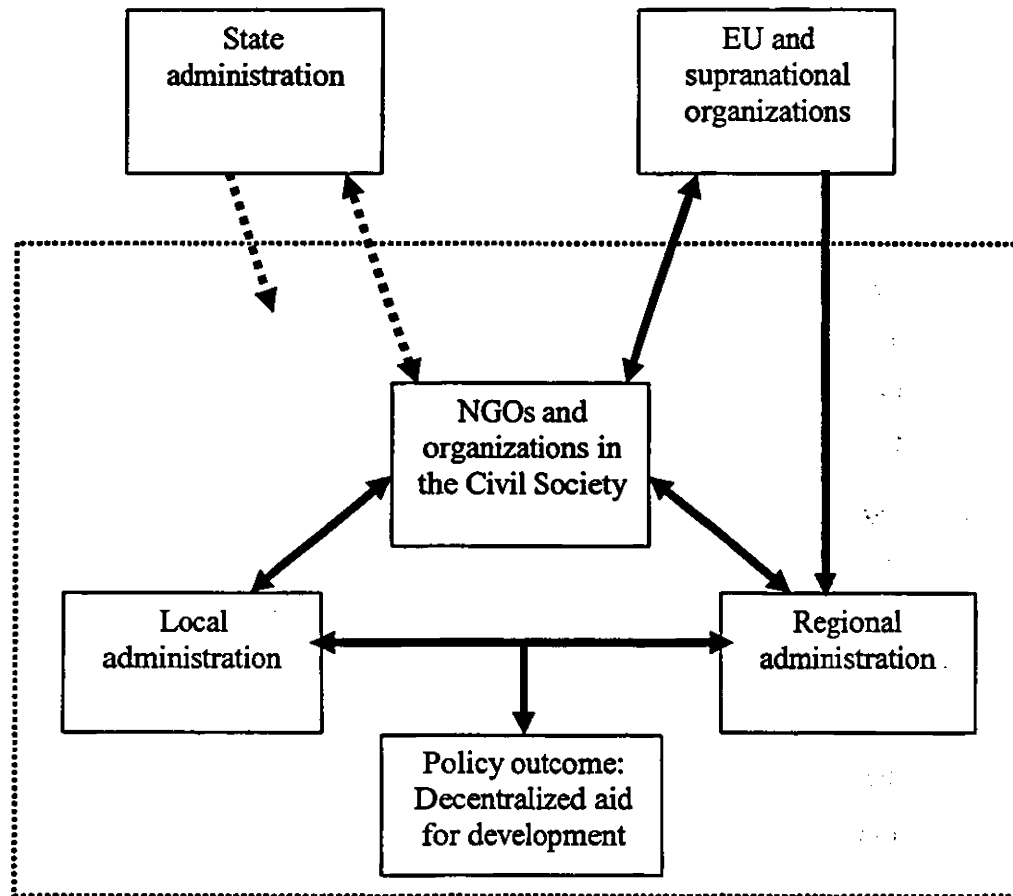 State
administration
EU and
supranational
organizations
NGOs and
organizations in
the Civil Society
Local
administration
Regional
administration
Policy outcome:
Decentralized aid
for development